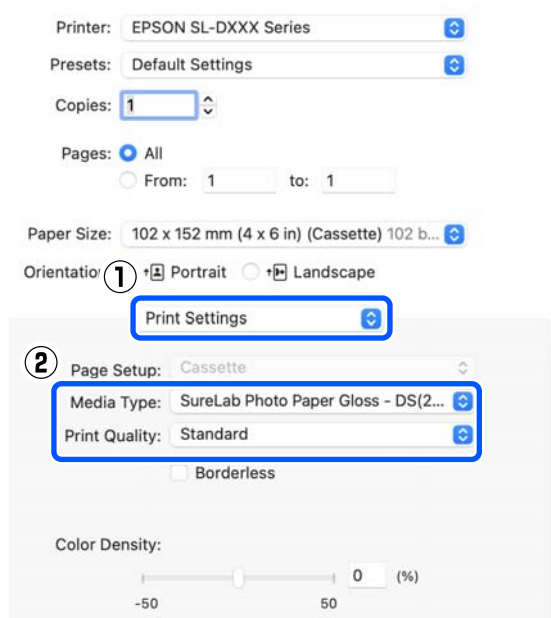 Printer: EPSON SL-DXXX Series
Presets: Default Settings
Copies: 1
Pages: All
From: 1 to: 1
Paper Size: 102 x 152 mm (4 x 6 in) (Cassette) 102 b...
Orientatio 1 Portrait Landscape
Print Settings
2
Page Setup: Cassette
Media Type: SureLab Photo Paper Gloss - DS(2...
Print Quality: Standard
Borderless
Color Density:
0 (%)
-50 50